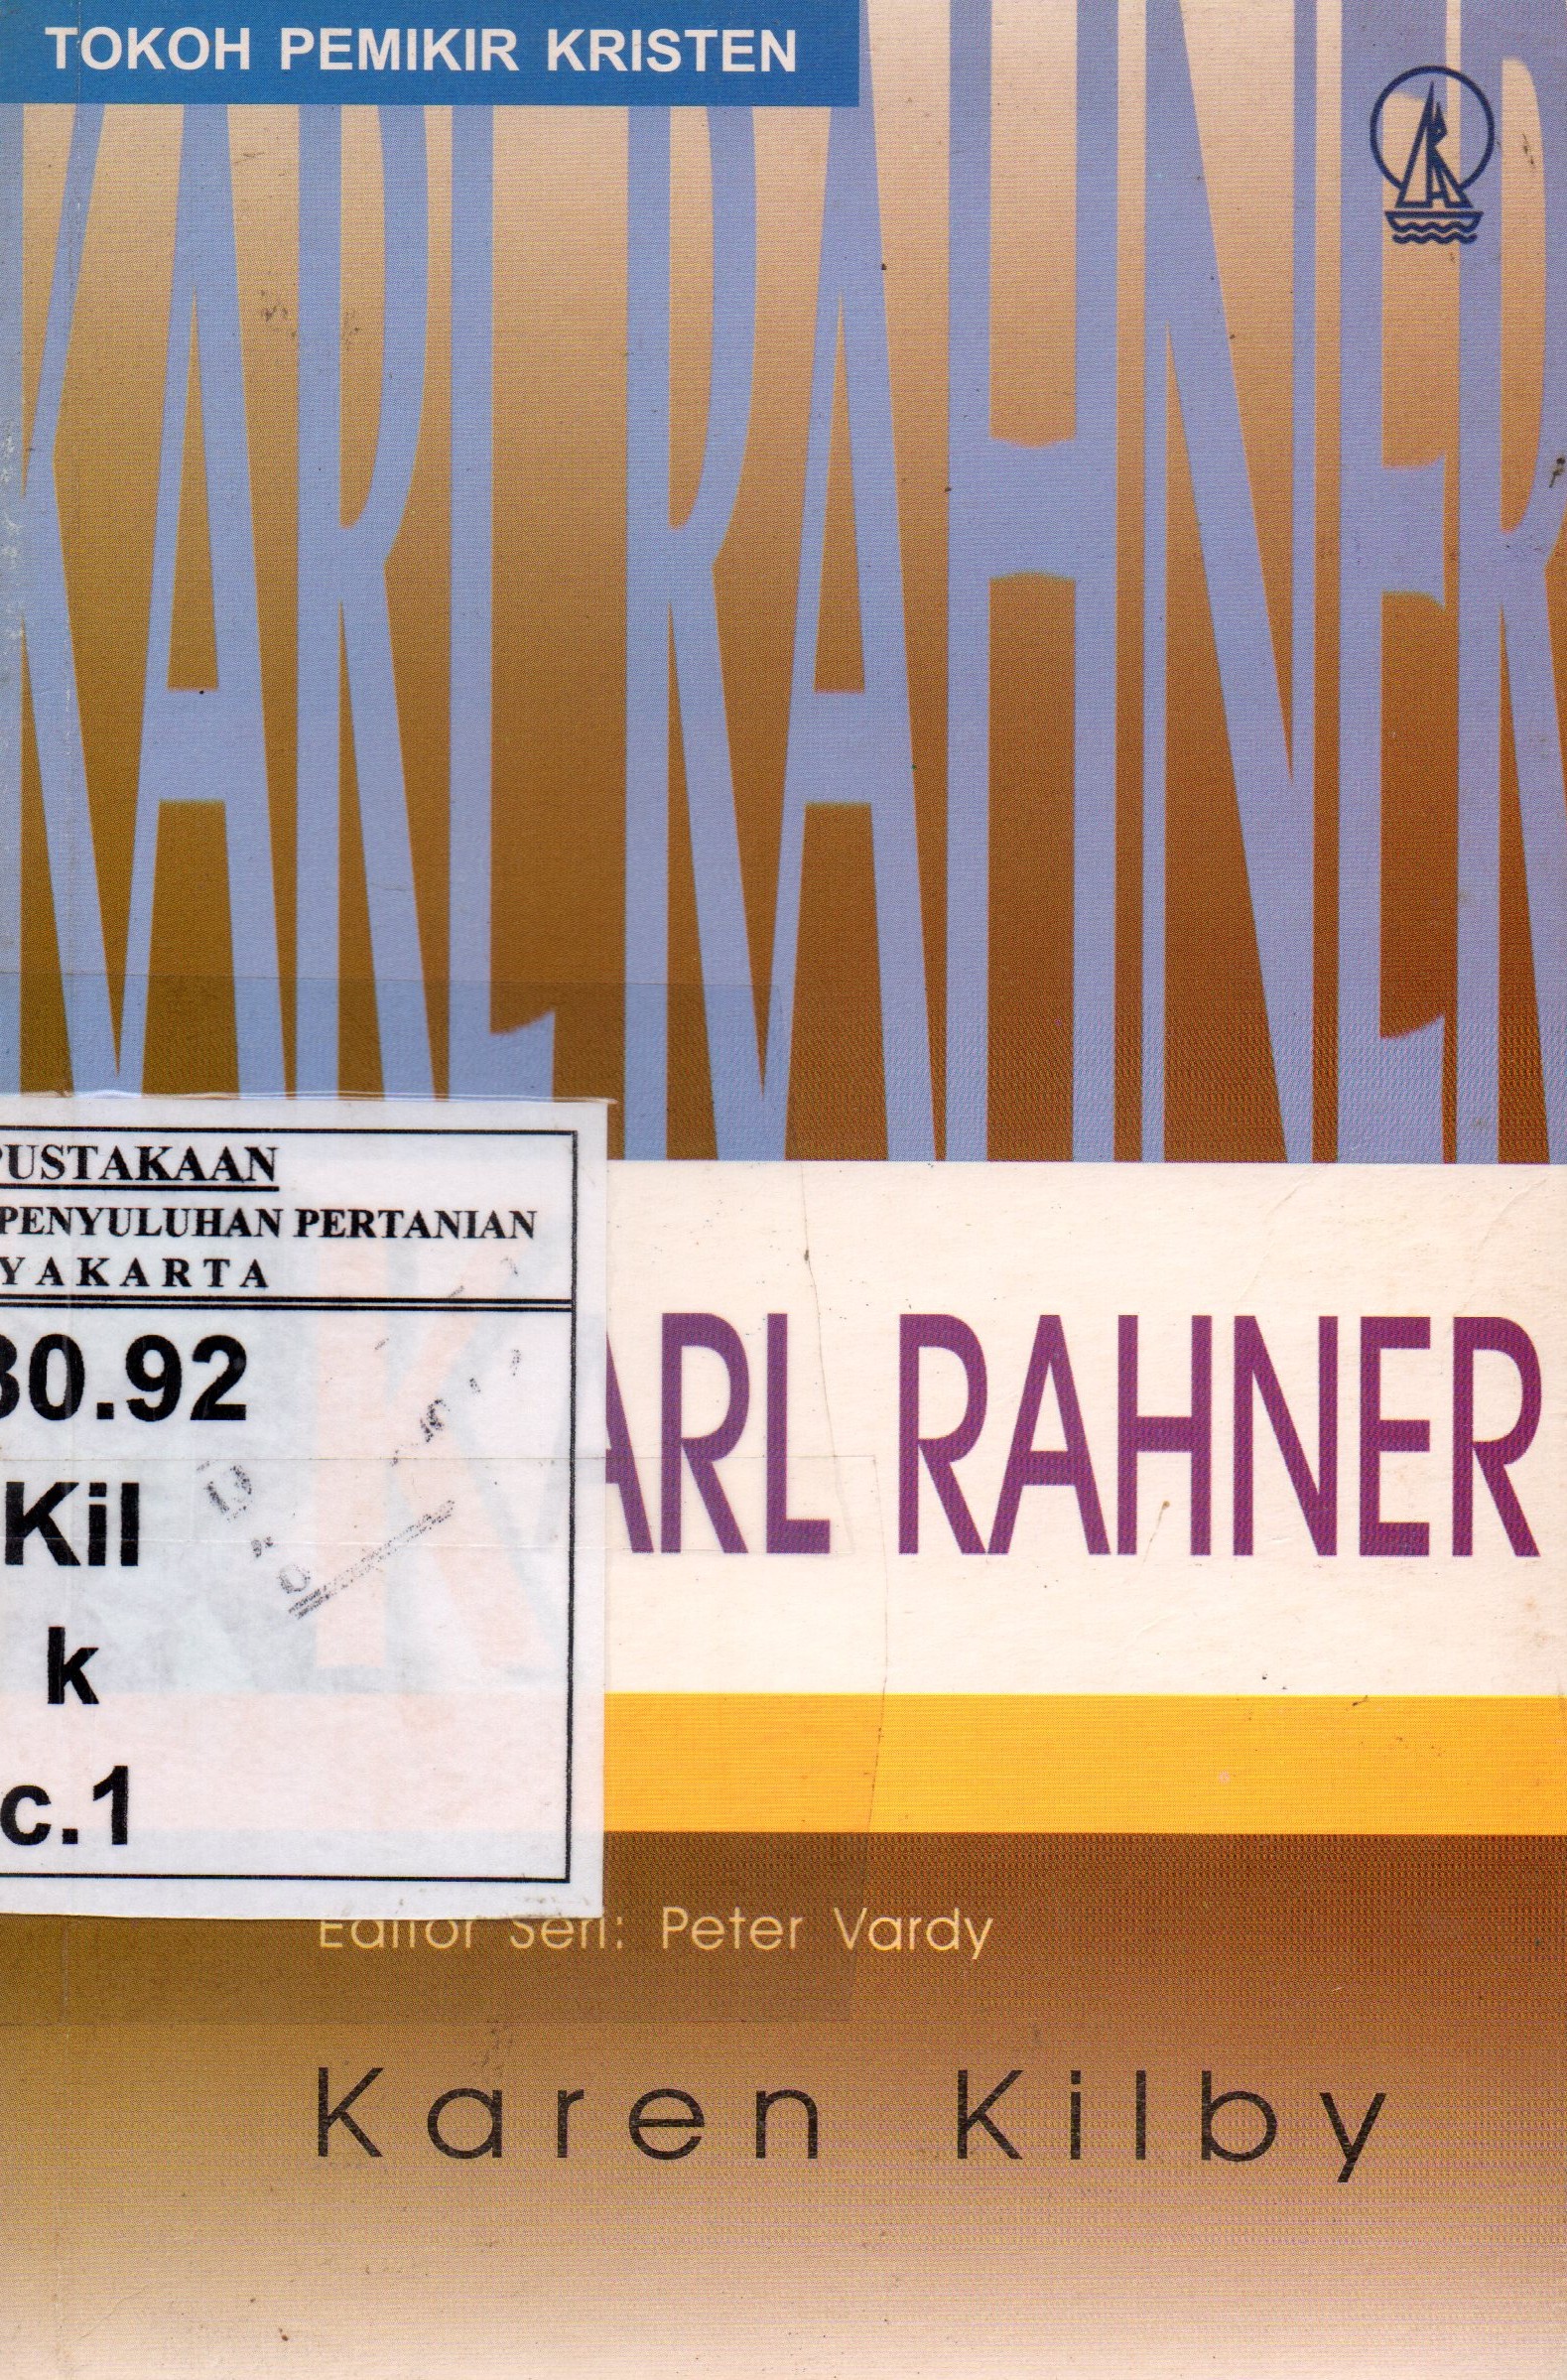 TOKOH PEMIKIR KRISTEN
KARL RAHNER
PUSTAKAAN
PENYULUHAN PERTANIAN
YAKARTA
30.92
Kil
k
c.1
KARL RAHNER
Editor Seri: Peter Vardy
Karen Kilby